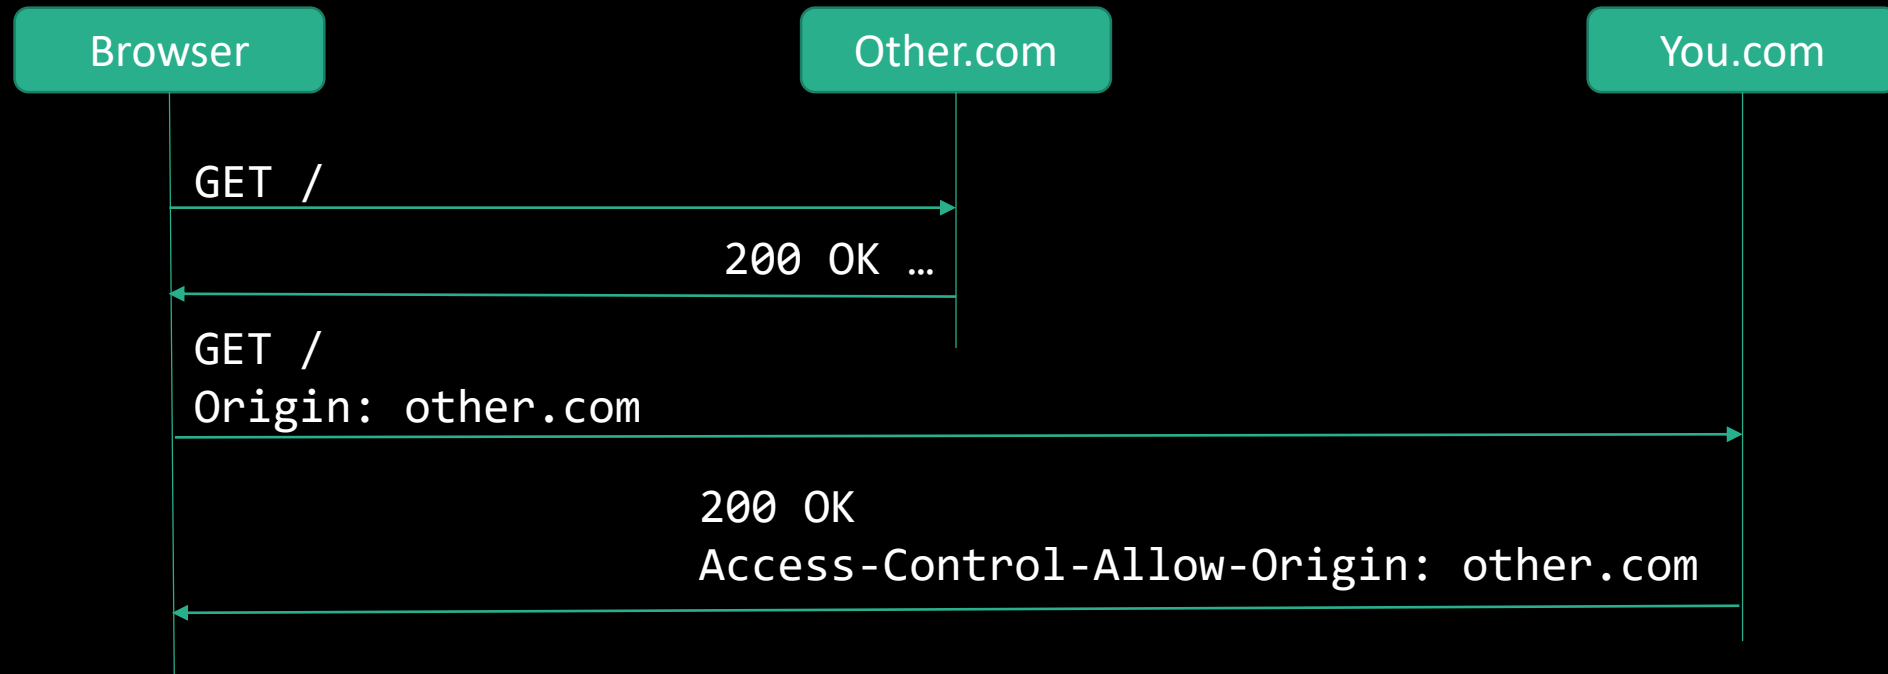 Browser
Other.com
You.com
GET /
200 OK …
GET /
Origin: other.com
200 OK
Access-Control-Allow-Origin: other.com